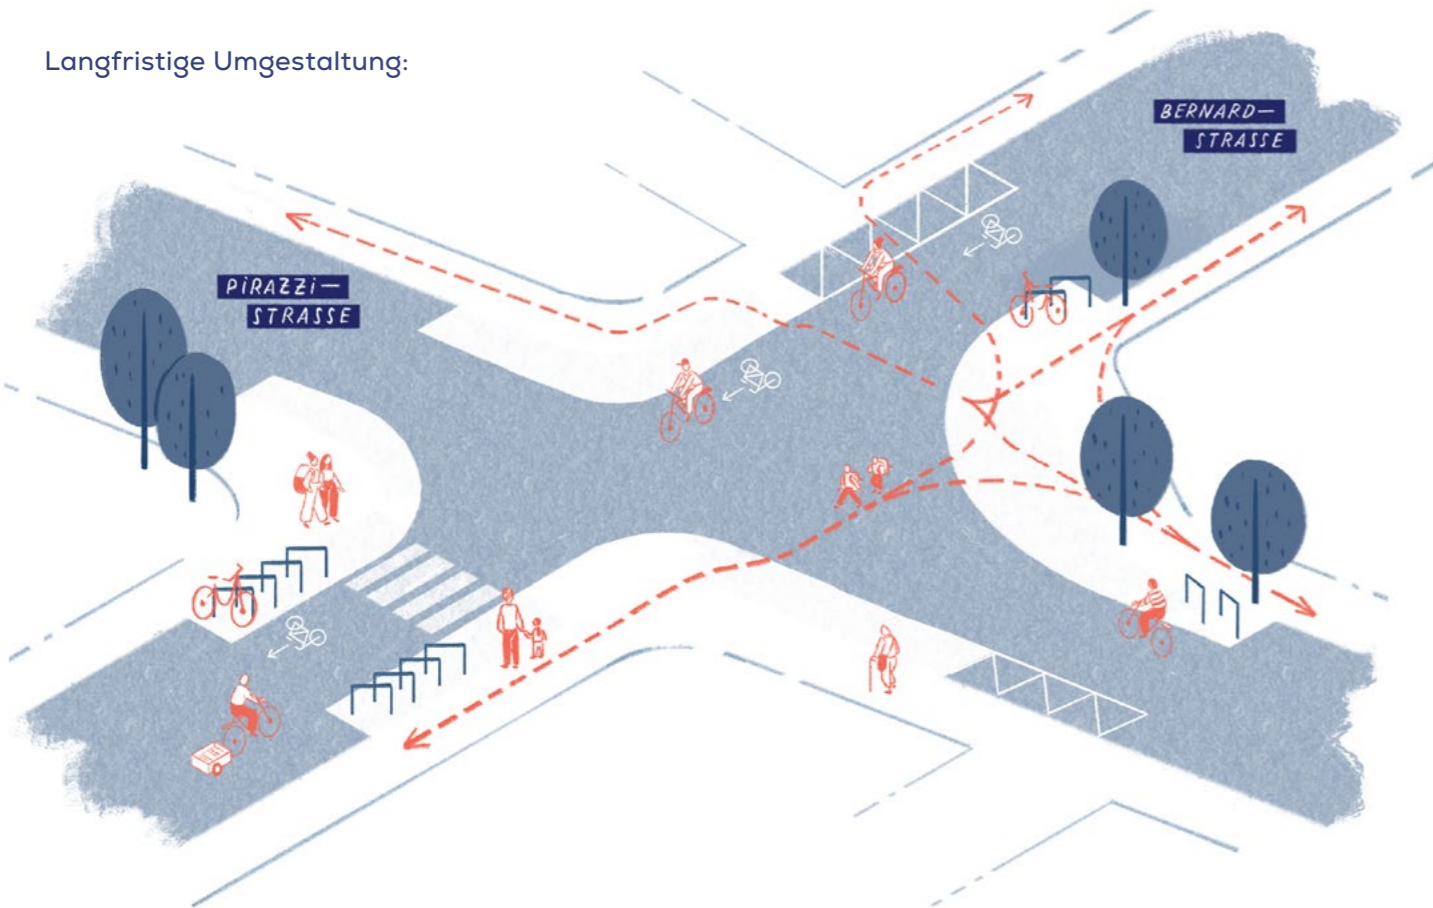 Langfristige Umgestaltung:
BERNARD—
STRASSE
PiRAZZi—
STRASSE